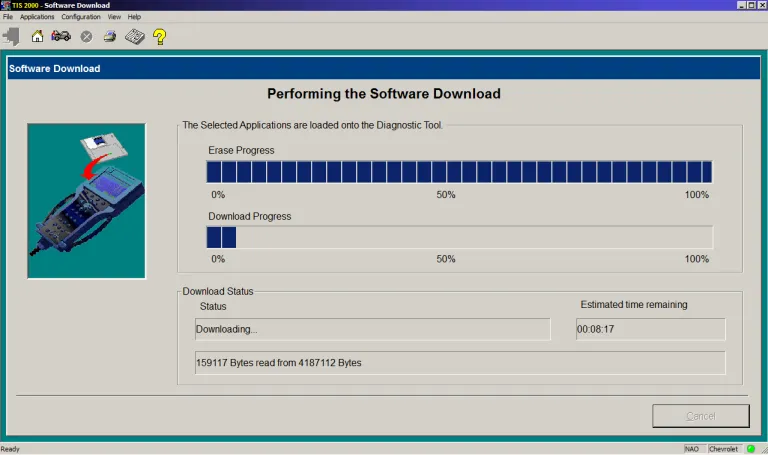 TIS 2000 - Software Download
File Applications Configuration View Help
Software Download
Performing the Software Download
The Selected Applications are loaded onto the Diagnostic Tool.
Erase Progress
0% 50% 100%
Download Progress
0% 50% 100%
Download Status
Status Estimated time remaining
Downloading... 00:08:17
159117 Bytes read from 4187112 Bytes
Cancel
Ready NAO Chevrolet